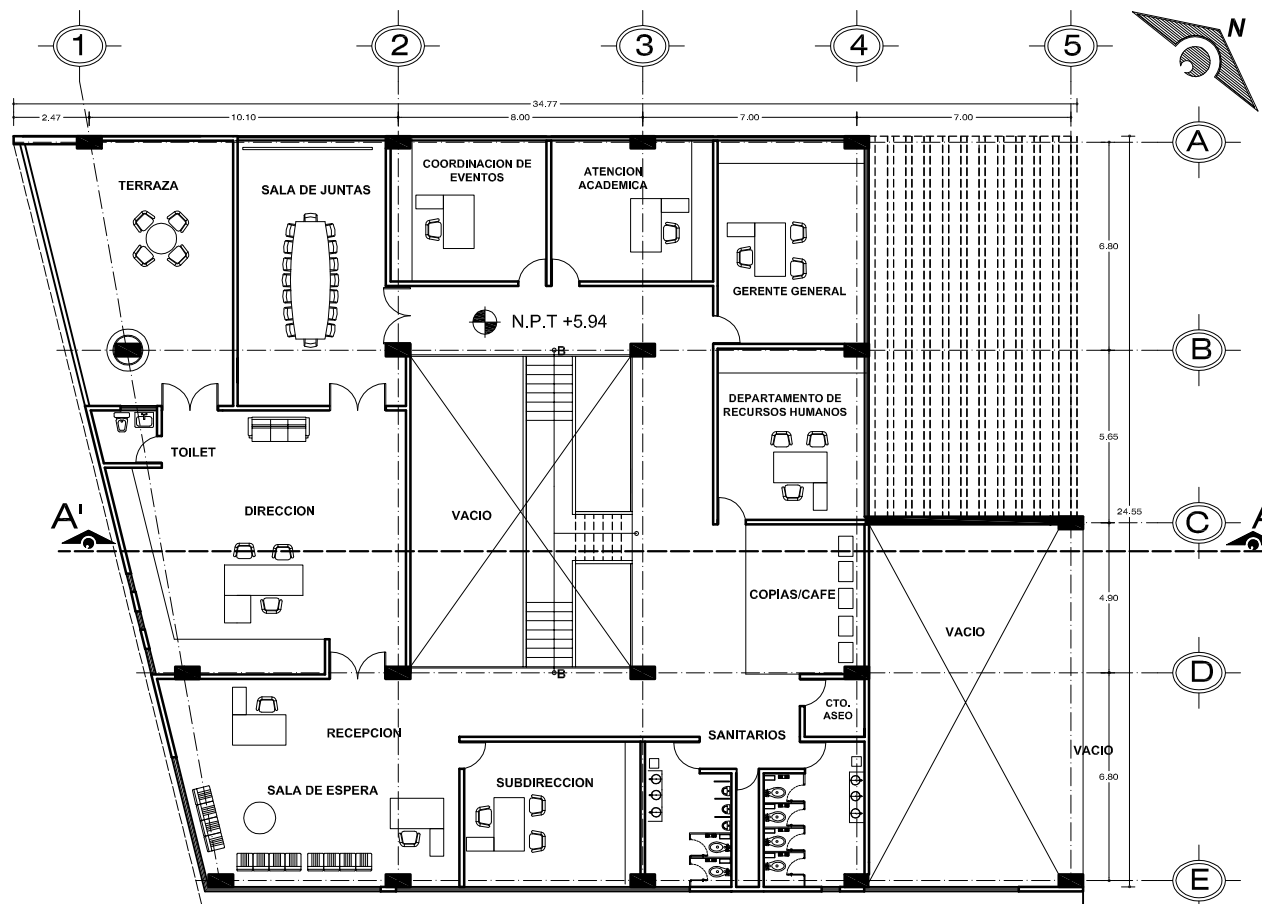 1
2
3
4
5
N
34.77
2.47
10.10
8.00
7.00
7.00
A
TERRAZA
SALA DE JUNTAS
COORDINACION DE
EVENTOS
ATENCION
ACADEMICA
6.80
GERENTE GENERAL
N.P.T +5.94
B
B
DEPARTAMENTO DE
RECURSOS HUMANOS
5.65
TOILET
DIRECCION
VACIO
24.55
C
A'
A
COPIAS/CAFE
4.90
VACIO
B
D
CTO.
ASEO
RECEPCION
SANITARIOS
VACIO
6.80
SUBDIRECCION
SALA DE ESPERA
E